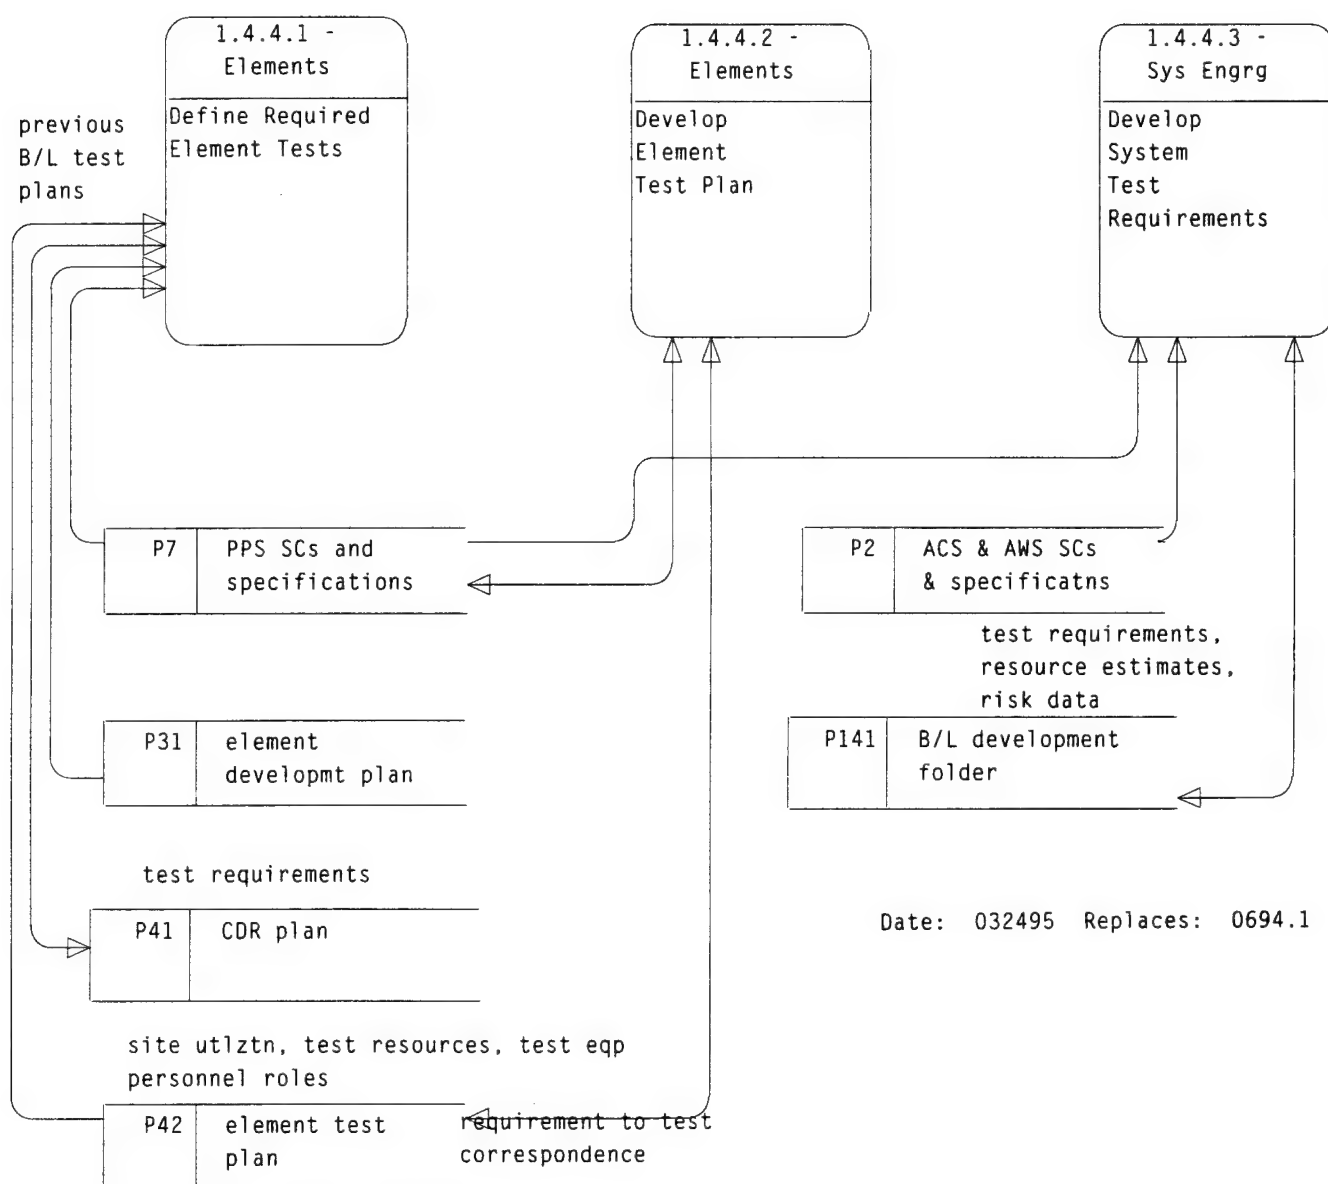 1.4.4.1 -
Elements
Define Required
Element Tests
1.4.4.2 -
Elements
Develop
Element
Test Plan
1.4.4.3 -
Sys Engrg
Develop
System
Test
Requirements
previous
B/L test
plans
P7
PPS SCs and
specifications
P2
ACS & AWS SCs
& specificatns
test requirements,
resource estimates,
risk data
P31
element
developmt plan
P141
B/L development
folder
test requirements
P41
CDR plan
Date: 032495 Replaces: 0694.1
site utlztn, test resources, test eqp
personnel roles
P42
element test
plan
requirement to test
correspondence